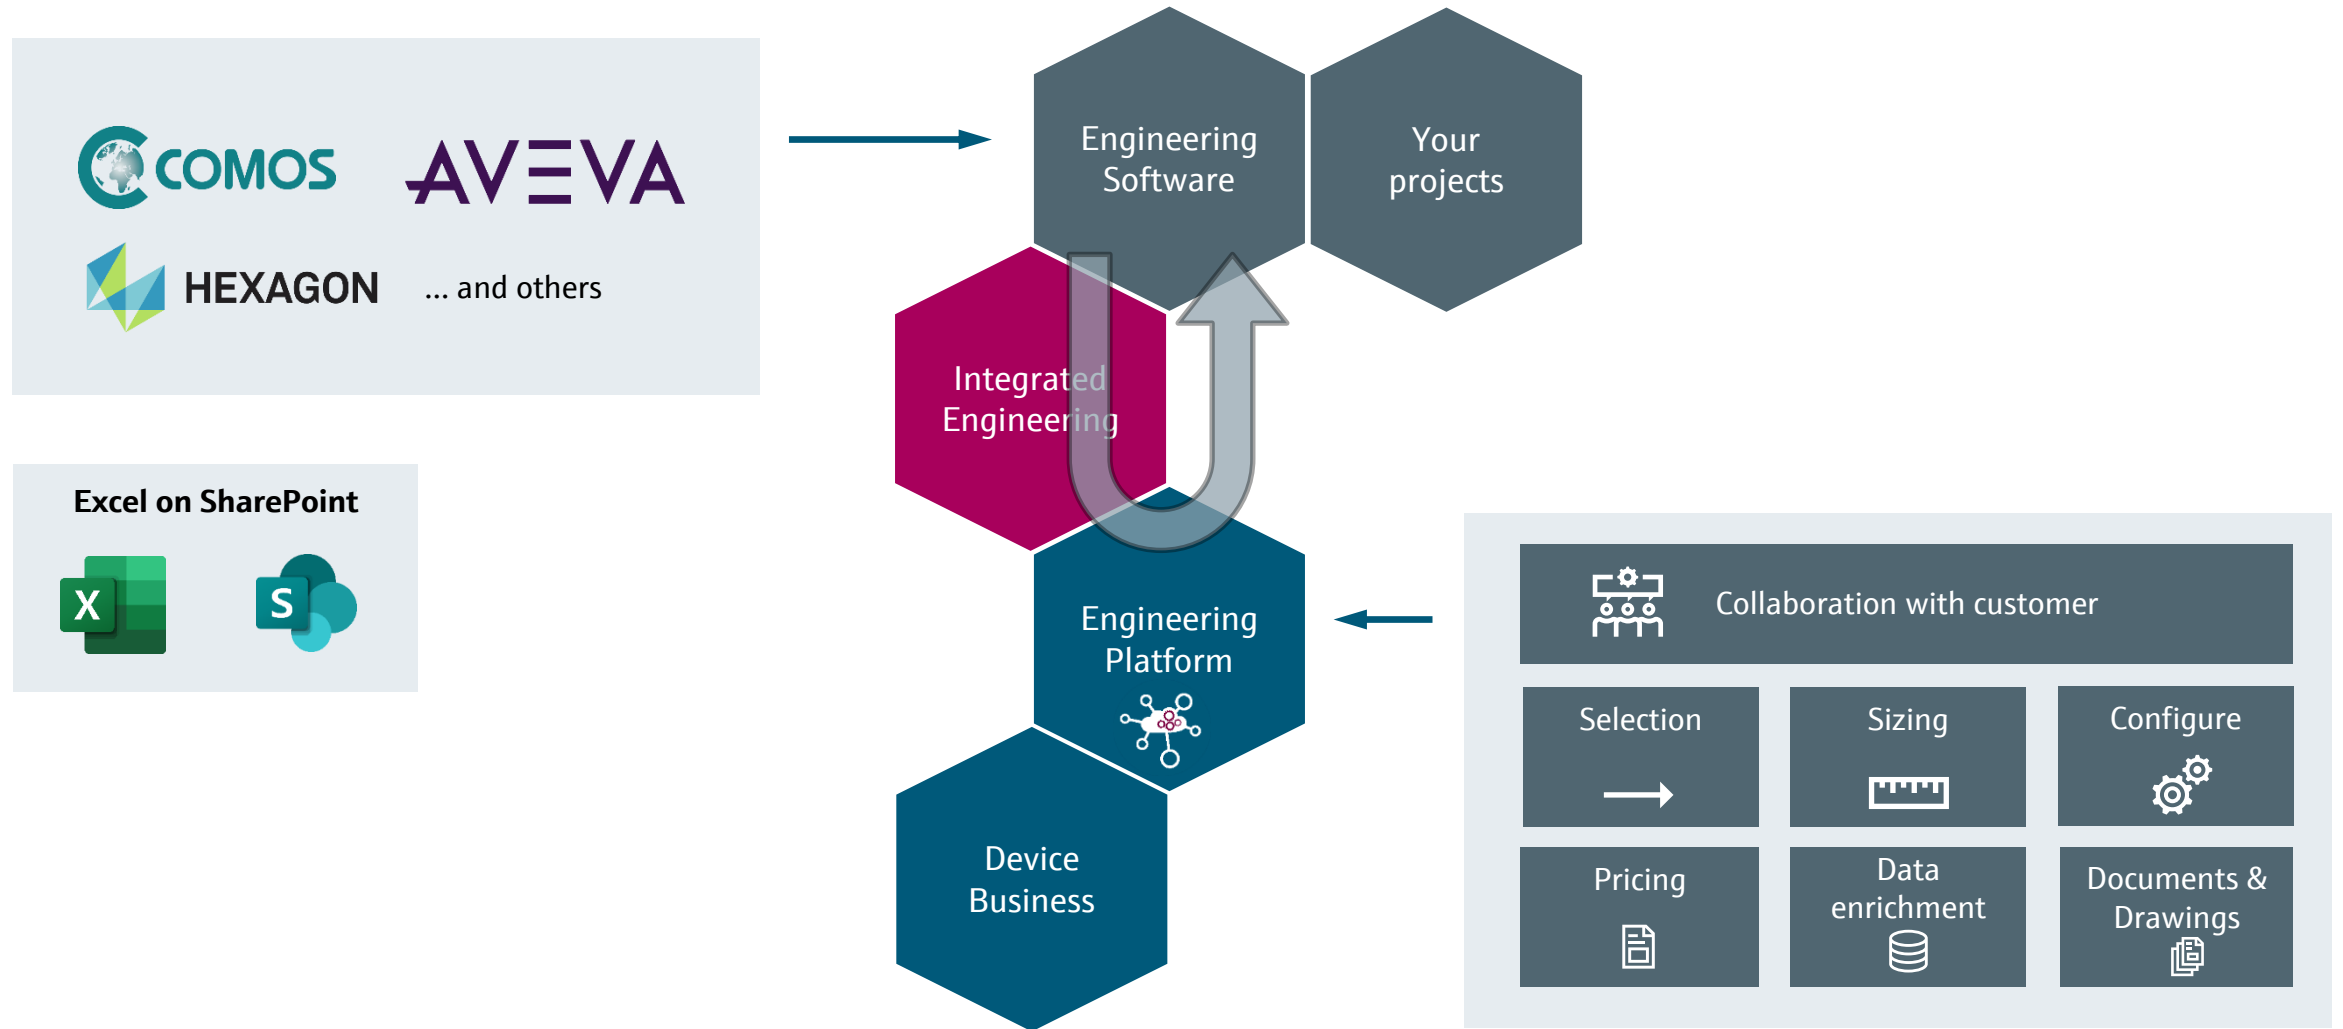 COMOS
AVEVA
HEXAGON
... and others
Excel on SharePoint
X
S
Engineering
Software
Your
projects
Integrated
Engineering
Engineering
Platform
Device
Business
Collaboration with customer
Selection
Sizing
Configure
Pricing
Data
enrichment
Documents &
Drawings